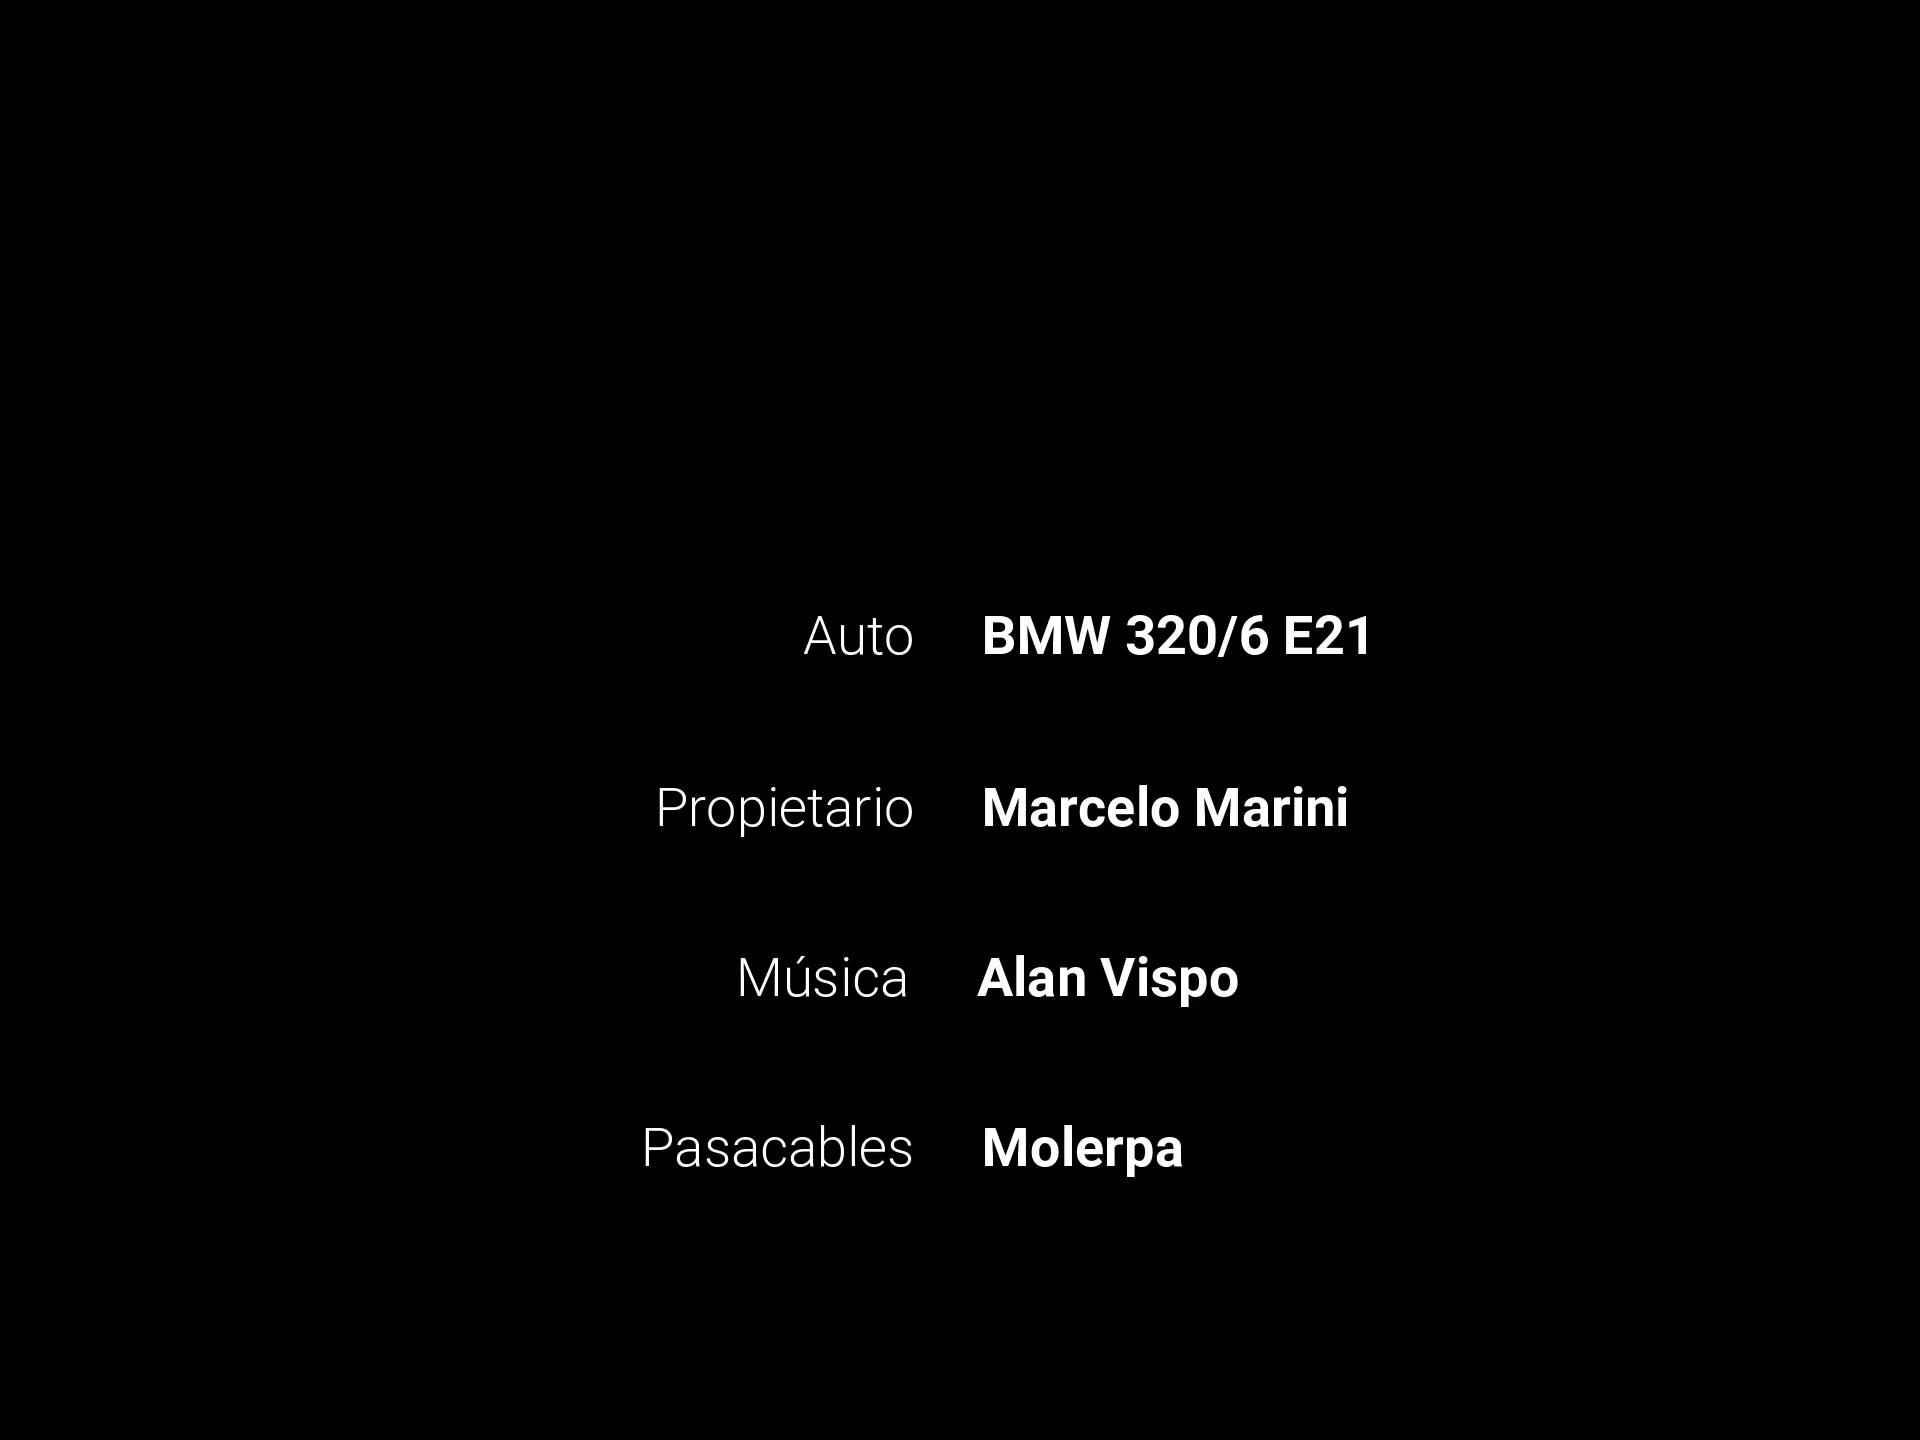 Auto BMW 320/6 E21
Propietario Marcelo Marini
Música Alan Vispo
Pasacables Molerpa